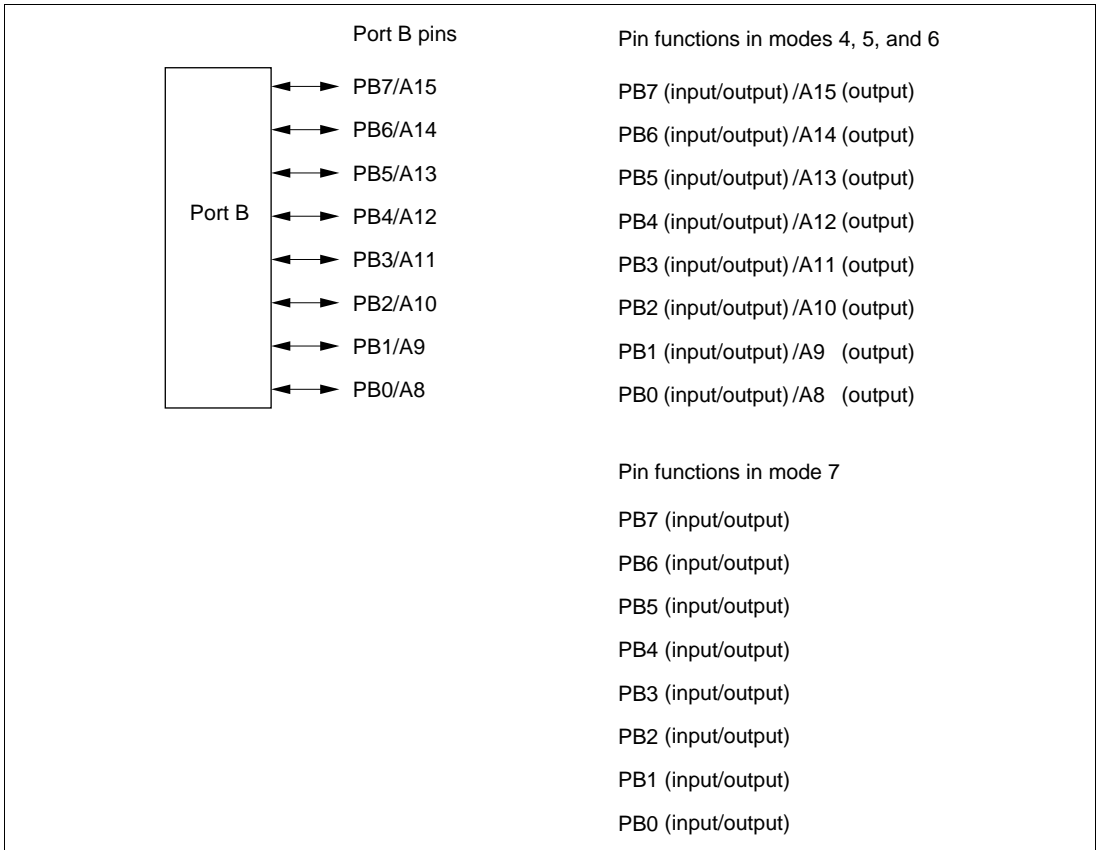 Port B pins
Pin functions in modes 4, 5, and 6
Port B
PB7/A15
PB7 (input/output) /A15 (output)
PB6/A14
PB6 (input/output) /A14 (output)
PB5/A13
PB5 (input/output) /A13 (output)
PB4/A12
PB4 (input/output) /A12 (output)
PB3/A11
PB3 (input/output) /A11 (output)
PB2/A10
PB2 (input/output) /A10 (output)
PB1/A9
PB1 (input/output) /A9 (output)
PB0/A8
PB0 (input/output) /A8 (output)
Pin functions in mode 7
PB7 (input/output)
PB6 (input/output)
PB5 (input/output)
PB4 (input/output)
PB3 (input/output)
PB2 (input/output)
PB1 (input/output)
PB0 (input/output)